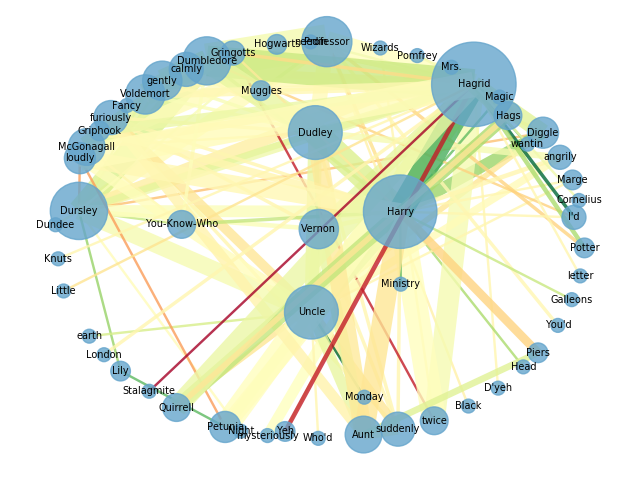 Professor
Hogwarts
Wizards
Gringotts
Pomfrey
Dumbledore
Mrs.
calmly
gently
Hagrid
Muggles
Voldemort
Magic
Fancy
furiously
Hags
Griphook
Dudley
Diggle
wantin
McGonagall
loudly
angrily
Marge
Cornelius
Dursley
Harry
I'd
Dundee
You-Know-Who
Vernon
Potter
Knuts
letter
Ministry
Little
Galleons
Uncle
You'd
earth
London
Piers
Lily
Head
Stalagmite
D'yeh
Monday
Quirrell
Black
twice
Petunia
suddenly
Night
mysteriously
Yeh
Who'd
Aunt